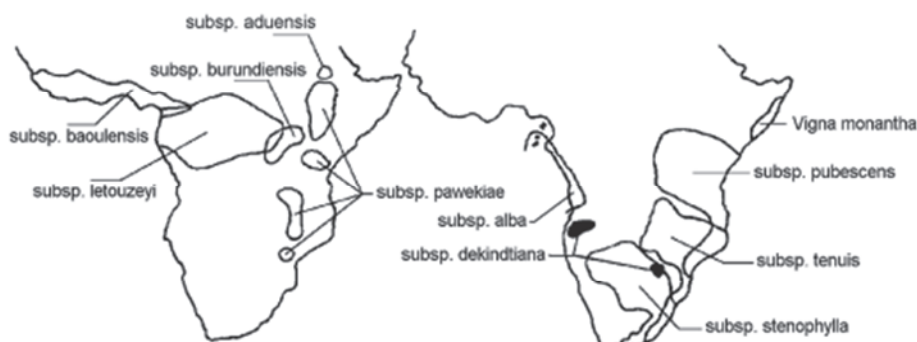 subsp. aduensis
subsp. burundiensis
subsp. baoulensis
subsp. letouzeyi
subsp. pawekiae
Vigna monantha
subsp. pubescens
subsp. alba
subsp. dekindtiana
subsp. tenuis
subsp. stenophylla